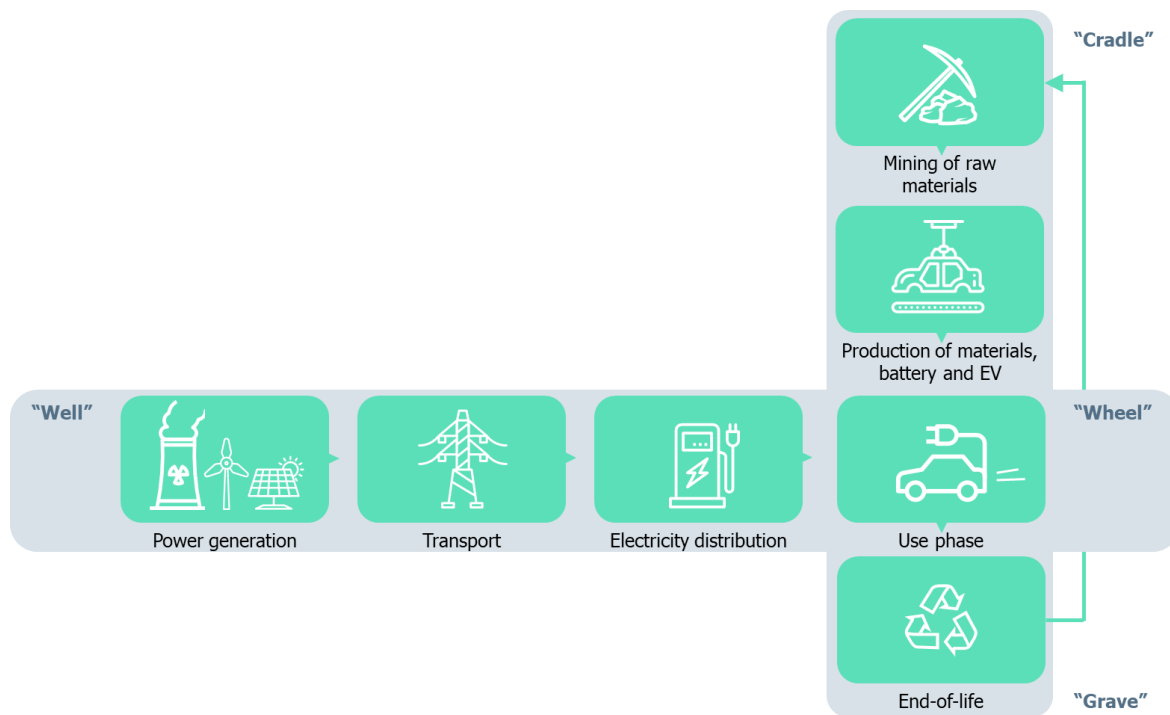 “Cradle”
Mining of raw
materials
Production of materials,
battery and EV
“Well”
“Wheel”
Power generation
Transport
Electricity distribution
Use phase
End-of-life
“Grave”